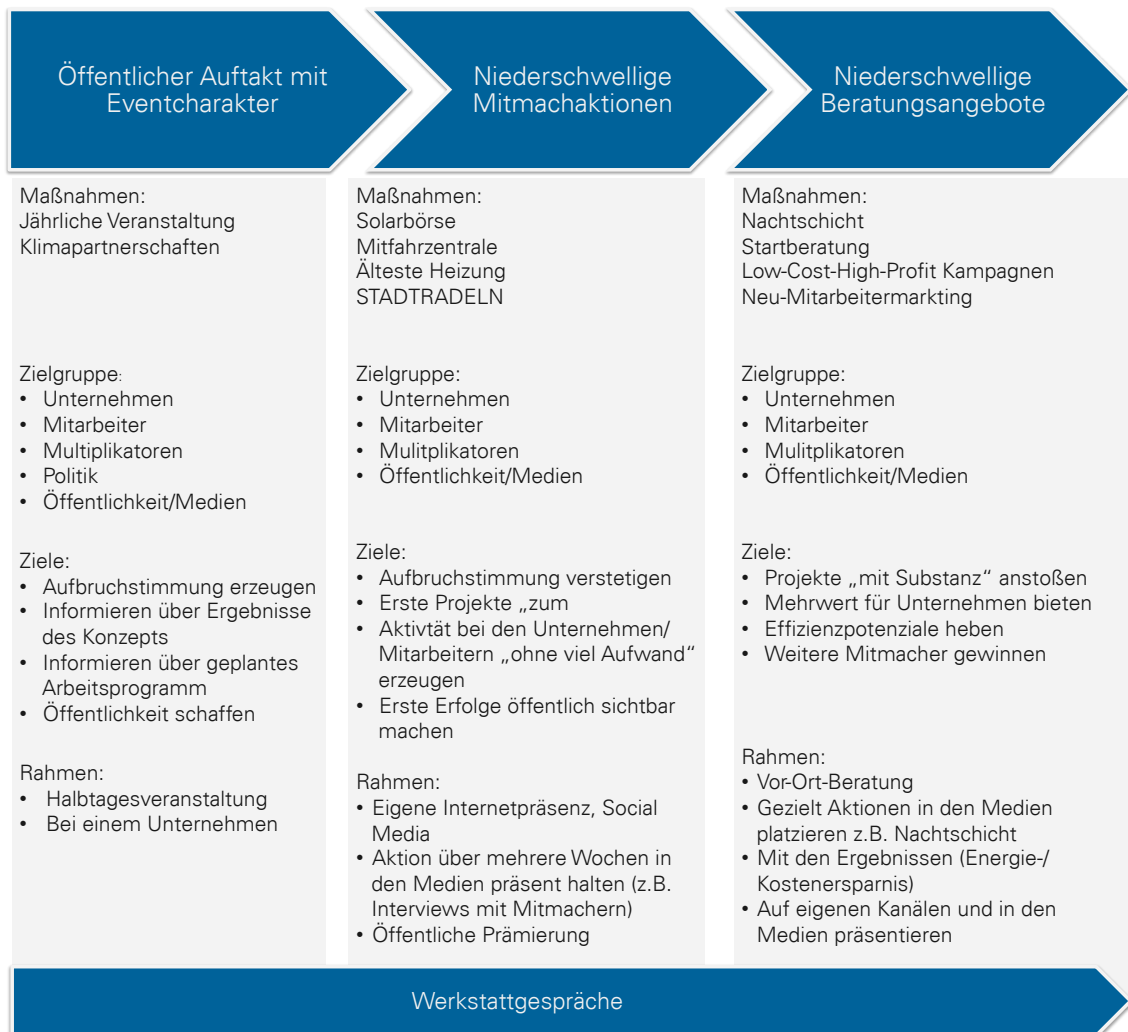 Öffentlicher Auftakt mit
Eventcharakter
Niederschwellige
Mitmachaktionen
Niederschwellige
Beratungsangebote
Maßnahmen:
Jährliche Veranstaltung
Klimapartnerschaften
Zielgruppe:
• Unternehmen
• Mitarbeiter
• Multiplikatoren
• Politik
• Öffentlichkeit/Medien
Ziele:
• Aufbruchstimmung erzeugen
• Informieren über Ergebnisse
des Konzepts
• Informieren über geplantes
Arbeitsprogramm
• Öffentlichkeit schaffen
Rahmen:
• Halbtagesveranstaltung
• Bei einem Unternehmen
Maßnahmen:
Solarbörse
Mitfahrzentrale
Älteste Heizung
STADTRADELN
Zielgruppe:
• Unternehmen
• Mitarbeiter
• Mulitplikatoren
• Öffentlichkeit/Medien
Ziele:
• Aufbruchstimmung verstetigen
• Erste Projekte „zum
• Aktivtät bei den Unternehmen/
Mitarbeitern „ohne viel Aufwand“
erzeugen
• Erste Erfolge öffentlich sichtbar
machen
Rahmen:
• Eigene Internetpräsenz, Social
Media
• Aktion über mehrere Wochen in
den Medien präsent halten (z.B.
Interviews mit Mitmachern)
• Öffentliche Prämierung
Maßnahmen:
Nachtschicht
Startberatung
Low-Cost-High-Profit Kampagnen
Neu-Mitarbeitermarkting
Zielgruppe:
• Unternehmen
• Mitarbeiter
• Mulitplikatoren
• Öffentlichkeit/Medien
Ziele:
• Projekte „mit Substanz“ anstoßen
• Mehrwert für Unternehmen bieten
• Effizienzpotenziale heben
• Weitere Mitmacher gewinnen
Rahmen:
• Vor-Ort-Beratung
• Gezielt Aktionen in den Medien
platzieren z.B. Nachtschicht
• Mit den Ergebnissen (Energie-/
Kostenersparnis)
• Auf eigenen Kanälen und in den
Medien präsentieren
Werkstattgespräche